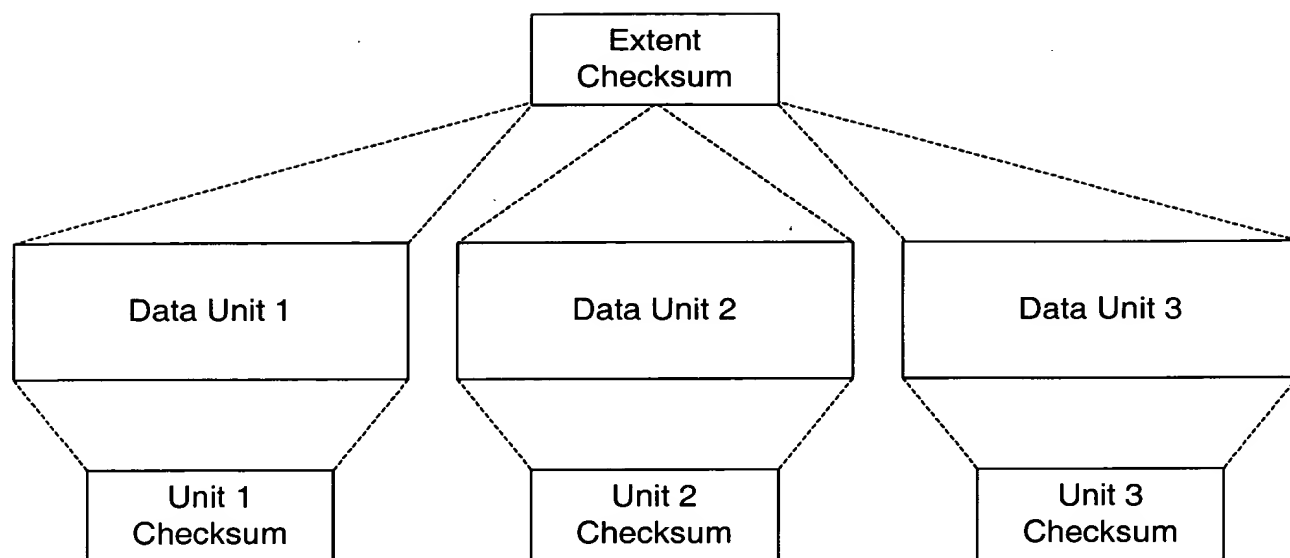 Extent
Checksum
Data Unit 1
Data Unit 2
Data Unit 3
Unit 1
Checksum
Unit 2
Checksum
Unit 3
Checksum